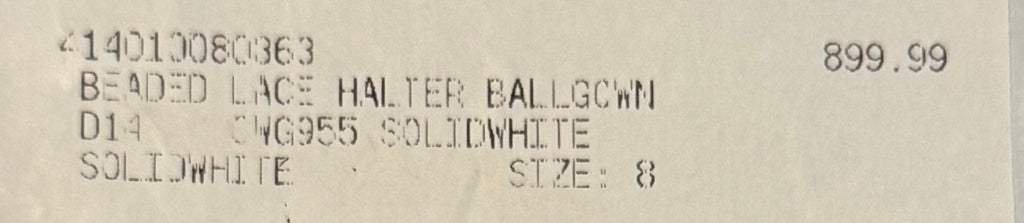 414010080363 899.99
BEADED LACE HALTER BALLGOWN
D14 CWG955 SOLIDWHITE
SOLIDWHITE SIZE: 8